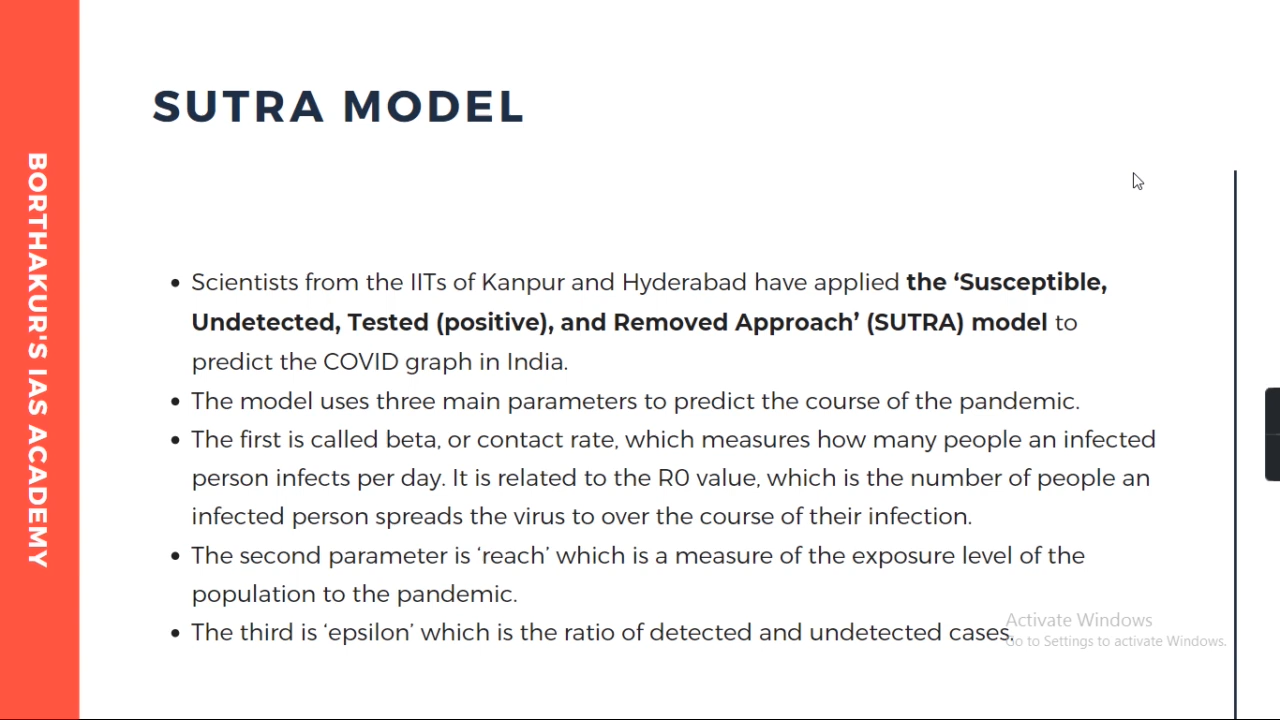 BORTHAKUR'S IAS ACADEMY
SUTRA MODEL
• Scientists from the IITs of Kanpur and Hyderabad have applied the ‘Susceptible,
Undetected, Tested (positive), and Removed Approach’ (SUTRA) model to
predict the COVID graph in India.
• The model uses three main parameters to predict the course of the pandemic.
• The first is called beta, or contact rate, which measures how many people an infected
person infects per day. It is related to the R0 value, which is the number of people an
infected person spreads the virus to over the course of their infection.
• The second parameter is ‘reach’ which is a measure of the exposure level of the
population to the pandemic.
• The third is ‘epsilon’ which is the ratio of detected and undetected cases.
Activate Windows
Go to Settings to activate Windows.